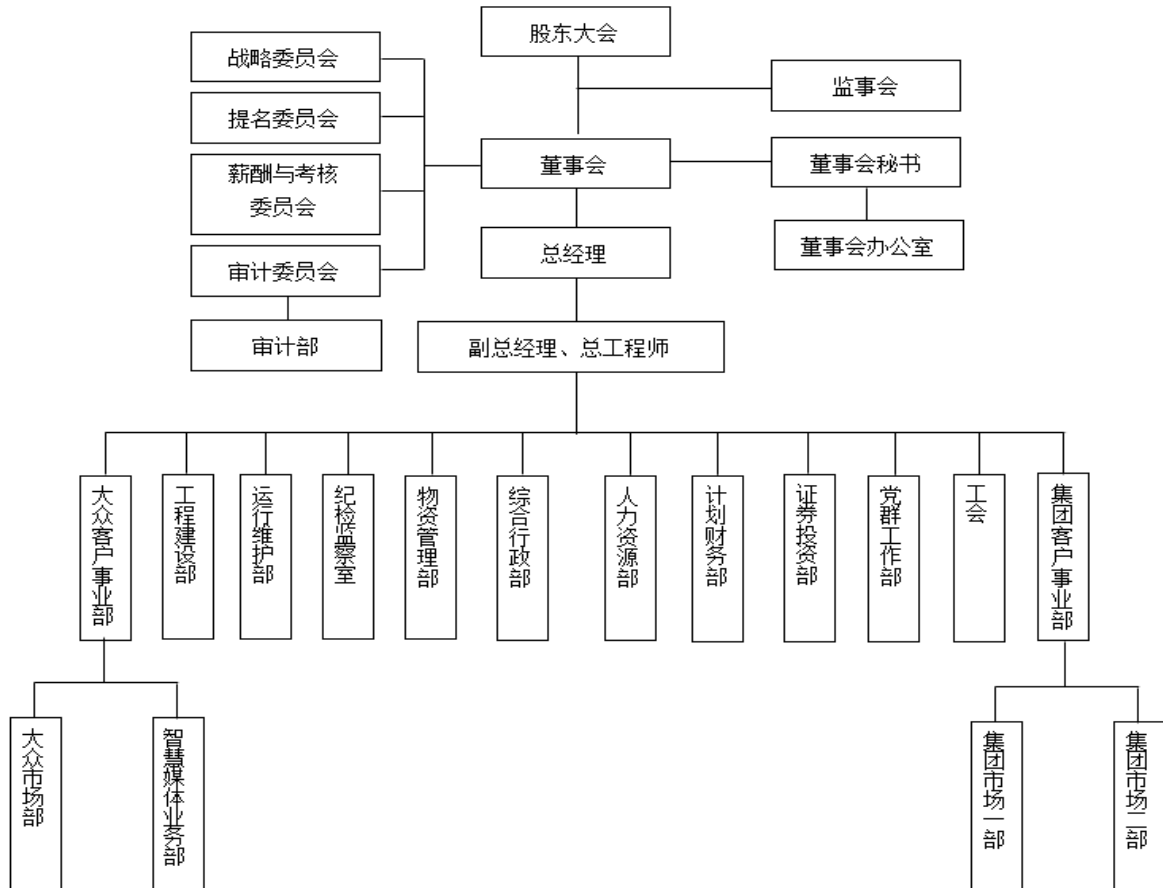 股东大会
战略委员会
监事会
提名委员会
董事会
董事会秘书
薪酬与考核
委员会
总经理
董事会办公室
审计委员会
副总经理、总工程师
审计部
大众客户事业部
工程建设部
运行维护部
纪检监察室
物资管理部
综合行政部
人力资源部
计划财务部
证券投资部
党群工作部
工会
集团客户事业部
大众市场部
智慧媒体业务部
集团市场一部
集团市场二部